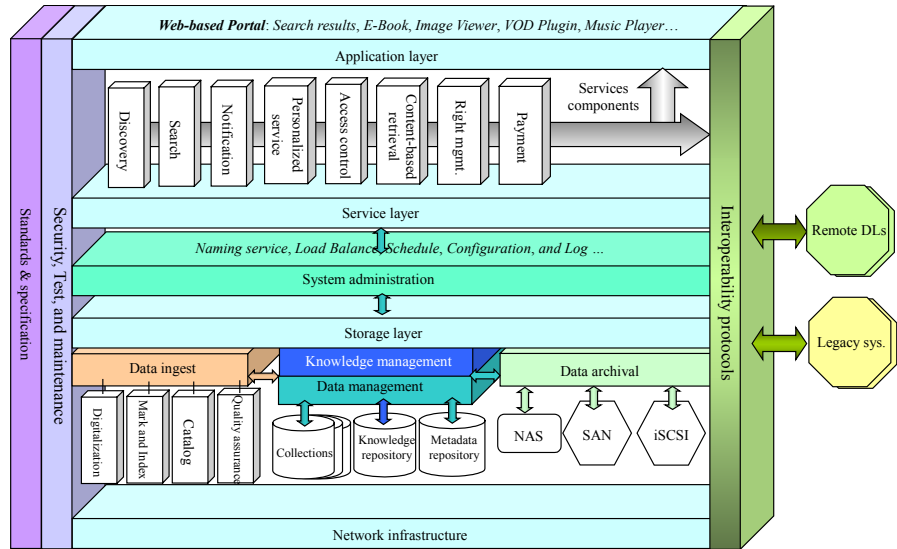 Web-based Portal: Search results, E-Book, Image Viewer, VOD Plugin, Music Player…
Application layer
Services
components
Discovery
Search
Notification
Personalized
service
Access control
Content-based
retrieval
Right mgmt.
Payment
Service layer
Naming service, Load Balance, Schedule, Configuration, and Log …
System administration
Storage layer
Data ingest
Knowledge management
Data management
Data archival
Digitalization
Mark and Index
Catalog
Quality assurance
Collections
Knowledge
repository
Metadata
repository
NAS
SAN
iSCSI
Network infrastructure
Standards & specification
Security, Test, and maintenance
Interoperability protocols
Remote DLs
Legacy sys.